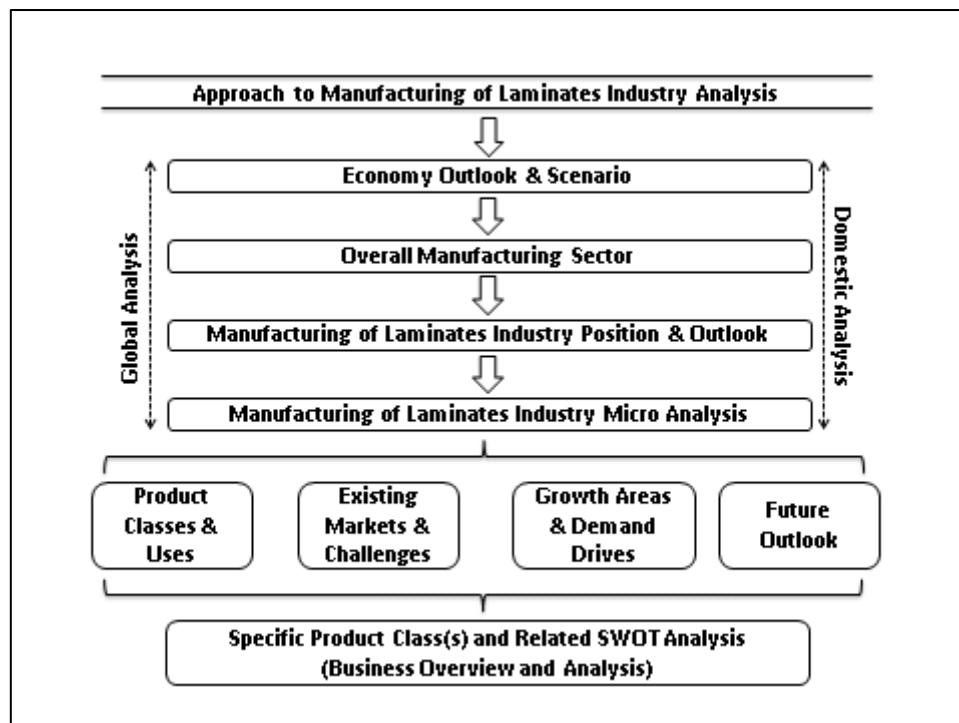 Approach to Manufacturing of Laminates Industry Analysis
Economy Outlook & Scenario
Overall Manufacturing Sector
Manufacturing of Laminates Industry Position & Outlook
Manufacturing of Laminates Industry Micro Analysis
Global Analysis
Domestic Analysis
Product
Classes &
Uses
Existing
Markets &
Challenges
Growth Areas
& Demand
Drives
Future
Outlook
Specific Product Class(s) and Related SWOT Analysis
(Business Overview and Analysis)